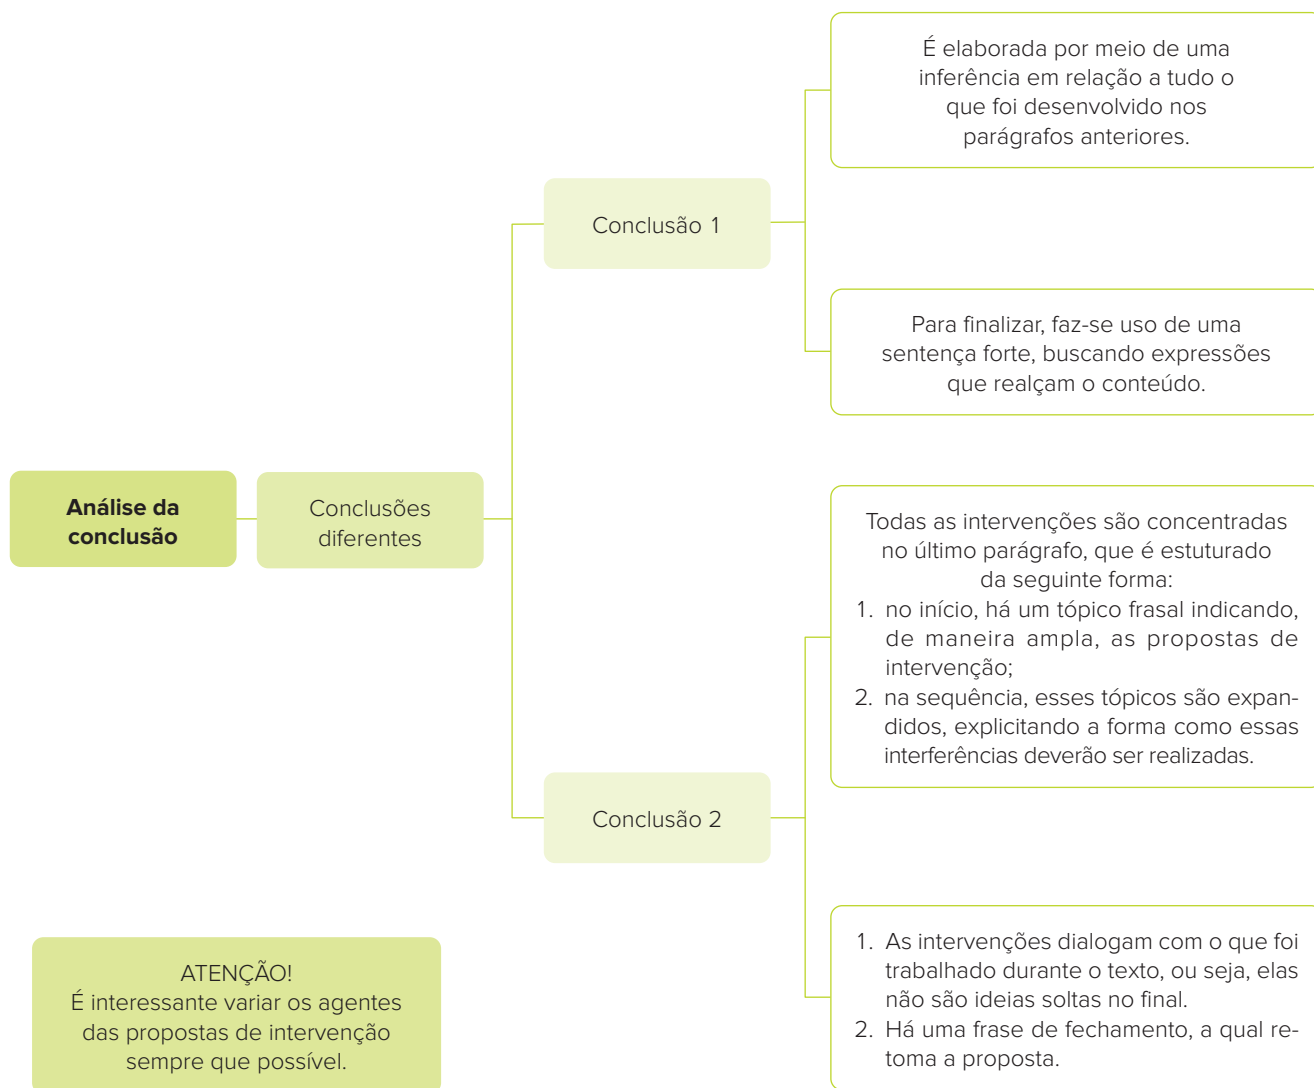 Análise da
conclusão
Conclusões
diferentes
Conclusão 1
É elaborada por meio de uma
inferência em relação a tudo o
que foi desenvolvido nos
parágrafos anteriores.
Para finalizar, faz-se uso de uma
sentença forte, buscando expressões
que realçam o conteúdo.
Conclusão 2
Todas as intervenções são concentradas
no último parágrafo, que é estuturado
da seguinte forma:
1. no início, há um tópico frasal indicando,
de maneira ampla, as propostas de
intervenção;
2. na sequência, esses tópicos são expan-
didos, explicitando a forma como essas
interferências deverão ser realizadas.
1. As intervenções dialogam com o que foi
trabalhado durante o texto, ou seja, elas
não são ideias soltas no final.
2. Há uma frase de fechamento, a qual re-
toma a proposta.
ATENÇÃO!
É interessante variar os agentes
das propostas de intervenção
sempre que possível.